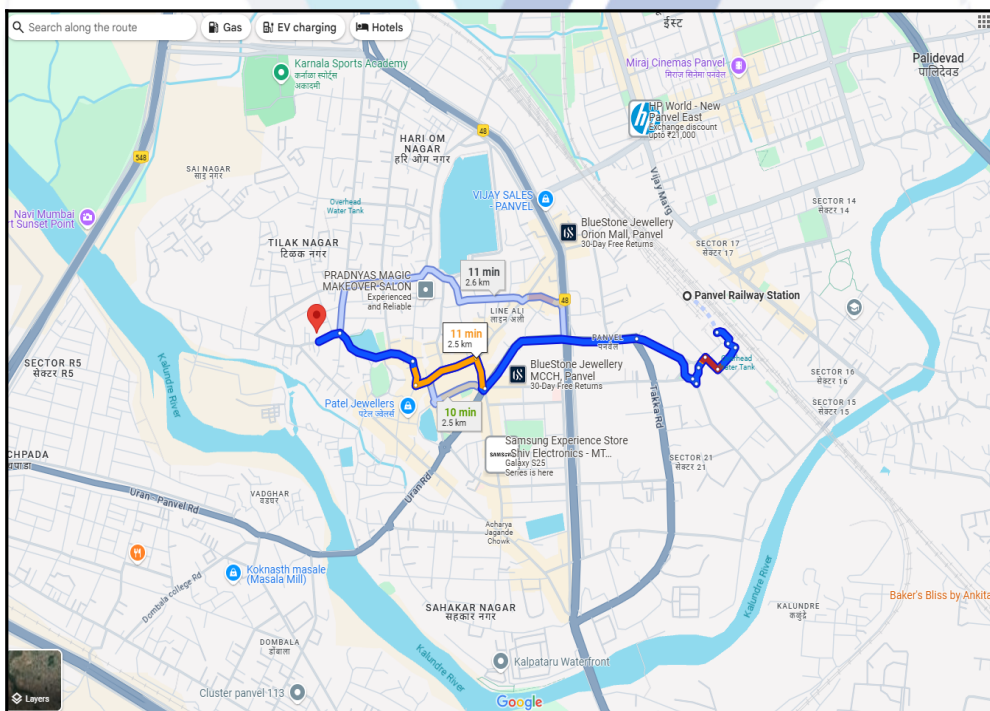 Search along the route
Gas
EV charging
Hotels
ईस्ट
Karnala Sports Academy
कर्नाळा स्पोर्ट्स
अकादमी
Miraj Cinemas Panvel
मिराज सिनेमा पनवेल
Palidevad
पालिदेवड
HP World - New
Panvel East
Exchange discount
upto ₹21,000
48
HARI OM
NAGAR
हरि ओम नगर
548
SAI NAGAR
साइ नगर
Vijay Marg
Overhead
Water Tank
VIJAY SALES
- PANVEL
SECTOR 14
सेक्टर 14
Navi Mumbai
rt Sunset Point
BlueStone Jewellery
Orion Mall, Panvel
30-Day Free Returns
SECTOR 17
सेक्टर 17
TILAK NAGAR
टिळक नगर
PRADNYAS MAGIC
MAKEOVER SALON
Experienced
and Reliable
11 min
2.6 km
48
Panvel Railway Station
LINE ALI
लाइन अली
11 min
2.5 km
PANVEL
पनवेल
SECTOR R5
सेक्टर R5
Kalundre River
BlueStone Jewellery
MCCH, Panvel
30-Day Free Returns
Overhead
Water Tank
SECTOR 16
सेक्टर 16
Patel Jewellers
पटेल ज्वेलर्स
10 min
2.5 km
Takka Rd
SECTOR 15
सेक्टर 15
Samsung Experience Store
- Shiv Electronics - MT...
Galaxy S25
Series is here
SAMSUNG
SECTOR 21
सेक्टर 21
CHPADA
Uran - Panvel Rd
VADGHAR
वडघर
Uran Rd
Acharya
Jagande
Chowk
Koknasth masale
(Masala Mill)
Dombala college Rd
Kalundre River
Baker's Bliss by Ankita
SAHAKAR NAGAR
सहकार नगर
KALUNDRE
DOMBALA
डोंबाला
Kalundre River
Kalpataru Waterfront
Layers
Cluster panvel 113
Google